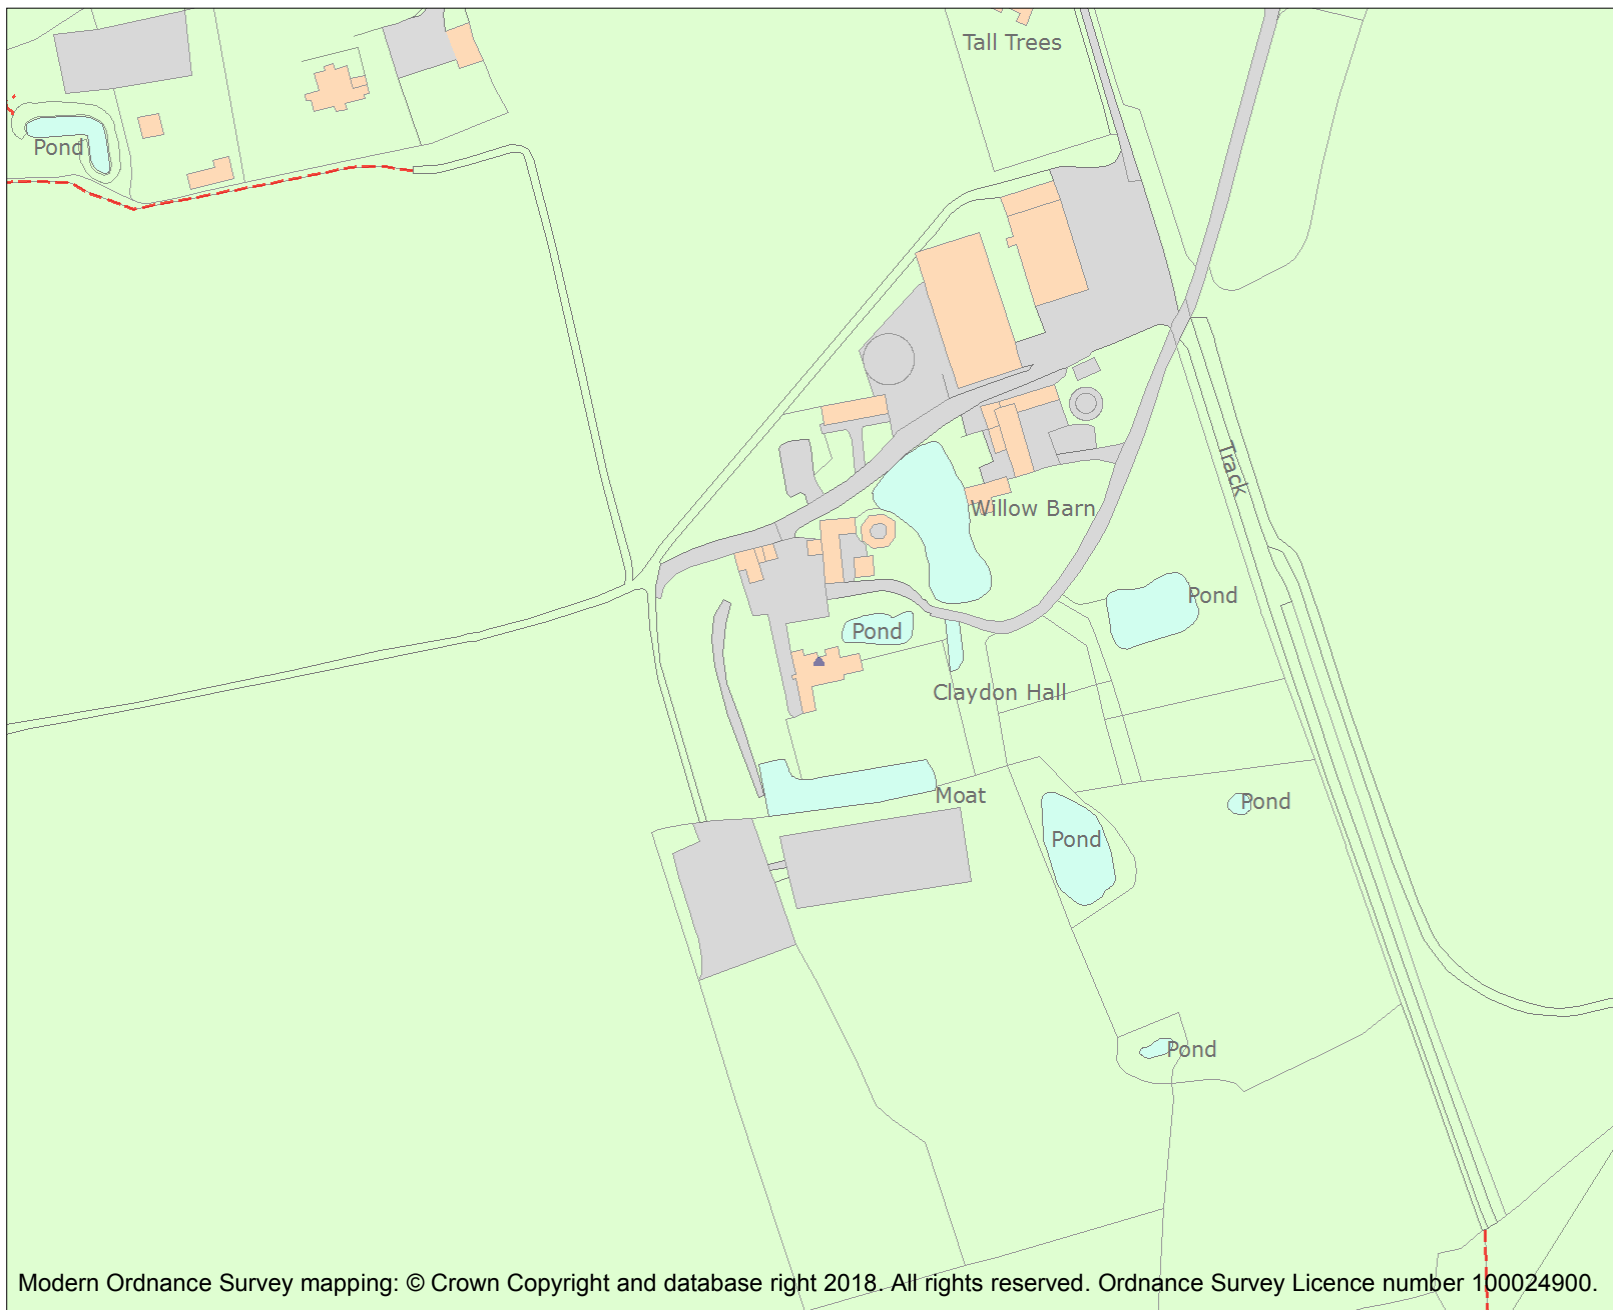 Tall Trees
Pond
Track
Willow Barn
Pond
Pond
Claydon Hall
Moat
Pond
Pond
Pond
Modern Ordnance Survey mapping: © Crown Copyright and database right 2018. All rights reserved. Ordnance Survey Licence number 100024900.